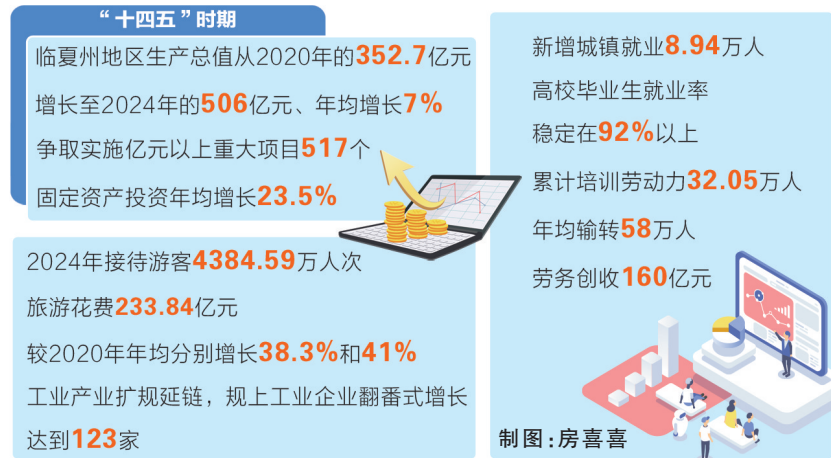 “十四五”时期
临夏州地区生产总值从2020年的352.7亿元
增长至2024年的506亿元、年均增长7%
争取实施亿元以上重大项目517个
固定资产投资年均增长23.5%
2024年接待游客4384.59万人次
旅游花费233.84亿元
较2020年年均分别增长38.3%和41%
工业产业扩规延链，规上工业企业翻番式增长
达到123家
新增城镇就业8.94万人
高校毕业生就业率
稳定在92%以上
累计培训劳动力32.05万人
年均输转58万人
劳务创收160亿元
制图:房喜喜